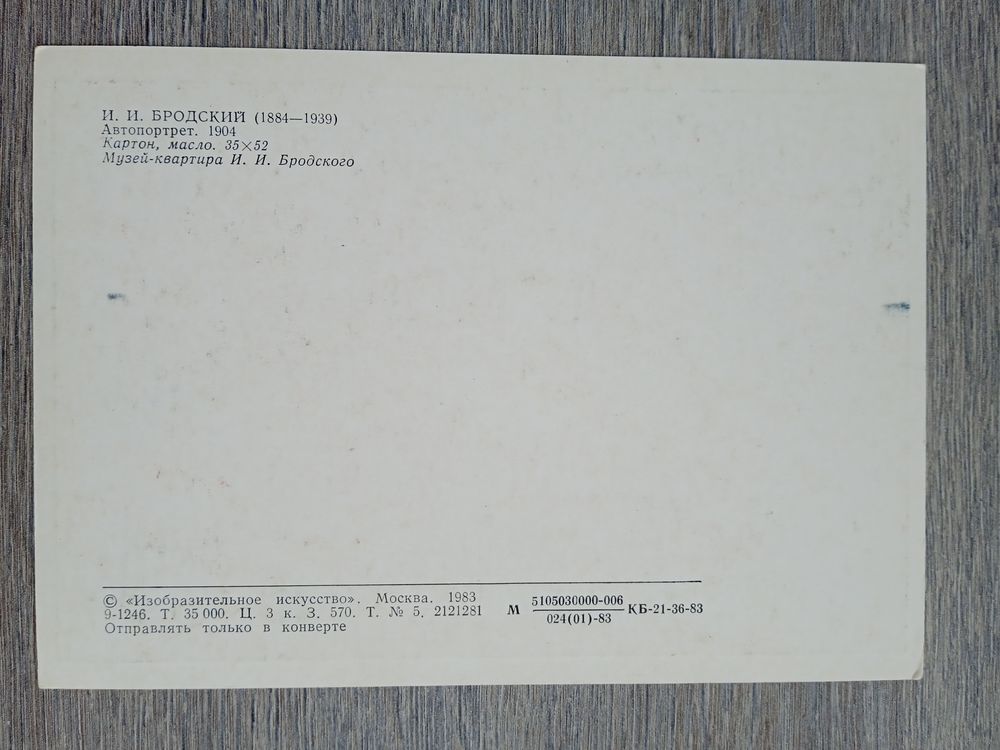 И. И. БРОДСКИЙ (1884—1939)
Автопортрет. 1904
Картон, масло. 35×52
Музей-квартира И. И. Бродского
© «Изобразительное искусство». Москва. 1983
9-1246. Т. 35 000. Ц. 3 к. З. 570. Т. № 5. 2121281
Отправлять только в конверте
М 5105030000-006 КБ-21-36-83
024(01)-83